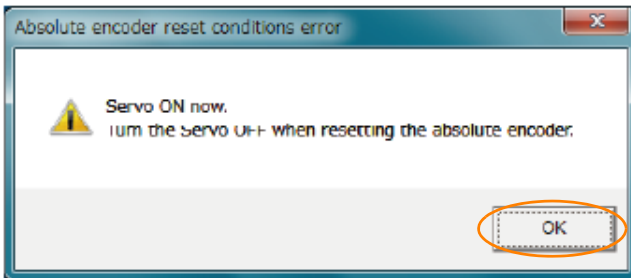 Absolute encoder reset conditions error
Servo ON now.
Turn the Servo OFF when resetting the absolute encoder.
OK